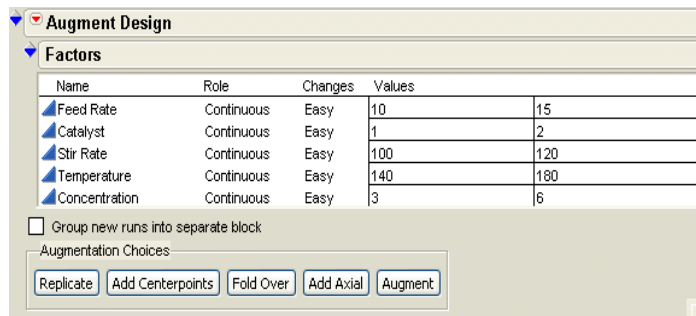 Augment Design
Factors
Name Role Changes Values
Feed Rate Continuous Easy 10 15
Catalyst Continuous Easy 1 2
Stir Rate Continuous Easy 100 120
Temperature Continuous Easy 140 180
Concentration Continuous Easy 3 6
Group new runs into separate block
Augmentation Choices
Replicate Add Centerpoints Fold Over Add Axial Augment